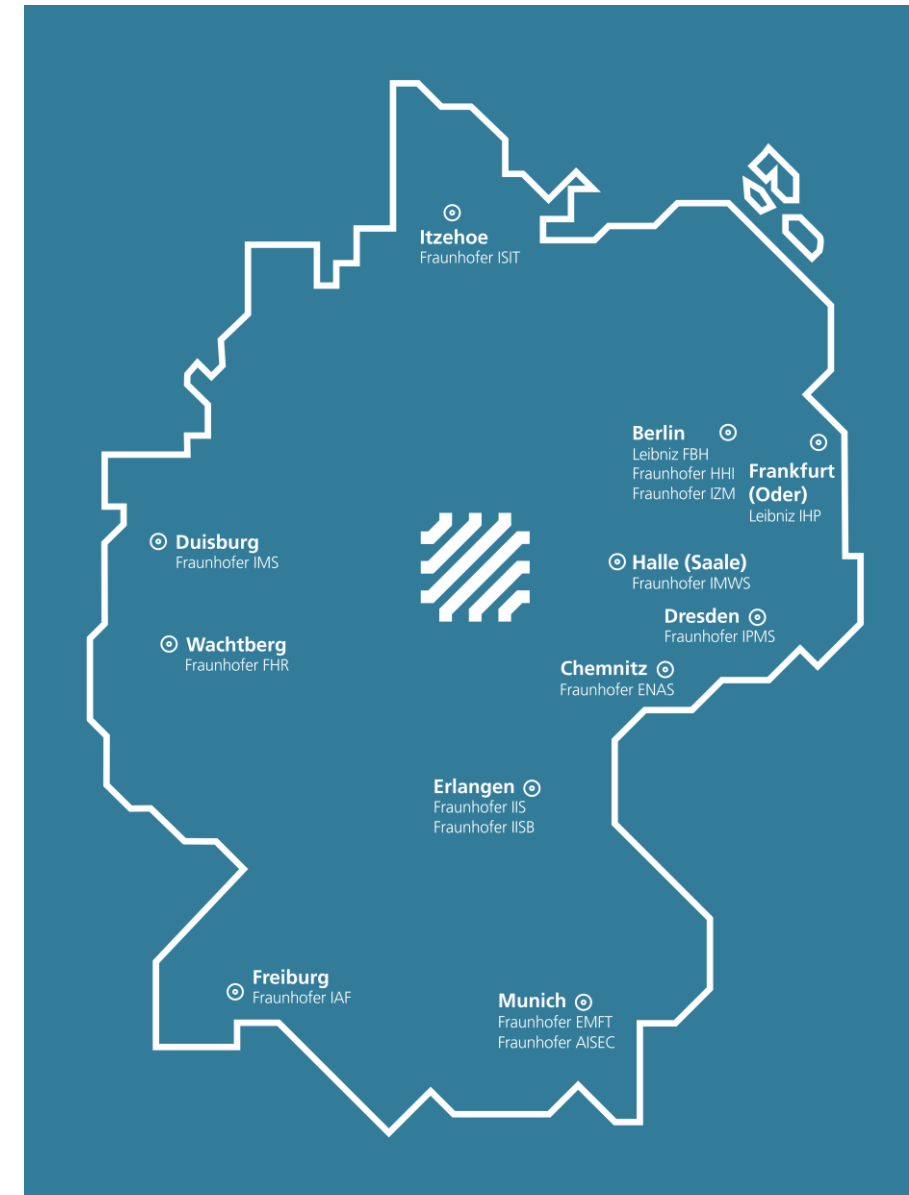 Itzehoe
Fraunhofer ISIT
Berlin
Leibniz FBH
Fraunhofer HHI
Fraunhofer IZM
Frankfurt
(Oder)
Leibniz IHP
Duisburg
Fraunhofer IMS
Halle (Saale)
Fraunhofer IMWS
Dresden
Fraunhofer IPMS
Wachtberg
Fraunhofer FHR
Chemnitz
Fraunhofer ENAS
Erlangen
Fraunhofer IIS
Fraunhofer IISB
Freiburg
Fraunhofer IAF
Munich
Fraunhofer EMFT
Fraunhofer AISEC